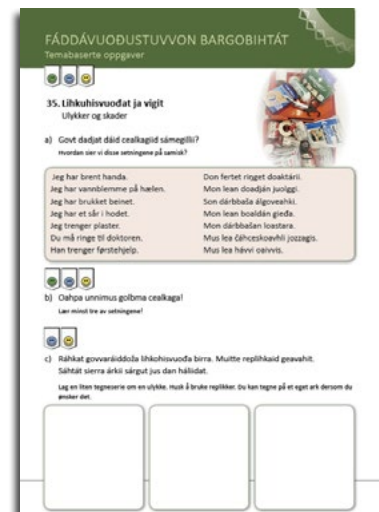 FÁDDÁVUOĐUSTUVVON BARGOBIHTÁT
Temabaserte oppgaver
35. Lihkuhisvuođat ja vigit
Ulykker og skader
a) Govt dadjat dáid cealkagiid sámegillii?
Hvordan sier vi disse setningene på samisk?
Jeg har brent handa.
Jeg har vannblemme på hælen.
Jeg har brukket beinet.
Jeg har et sår i hodet.
Jeg trenger plaster.
Du må ringe til doktoren.
Han trenger førstehjelp.
Don fertet riŋget doaktárii.
Mon lean doadján juolggi.
Son dárbbaša álgoveahki.
Mon lean boaldán gieđa.
Mon dárbbašan loastara.
Mus lea čáhceskoavhli jozzagis.
Mus lea hávvi oaivvis.
b) Oahpa unnimus golbma cealkaga!
Lær minst tre av setningene!
c) Ráhkat govvaráiddoža lihkohisvuođa birra. Muitte replihkaid geavahit.
Sáhtát sierra árkii sárgut jus dan háliidat.
Lag en liten tegneserie om en ulykke. Husk å bruke replikker. Du kan tegne på et eget ark dersom du
ønsker det.